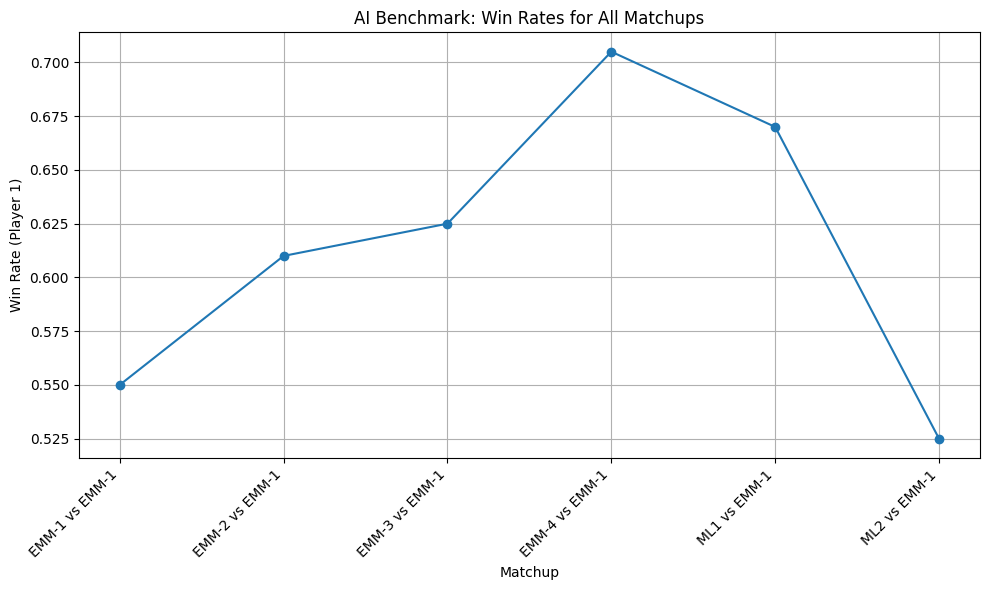 AI Benchmark: Win Rates for All Matchups
Win Rate (Player 1)
0.700
0.675
0.650
0.625
0.600
0.575
0.550
0.525
EMM-1 vs EMM-1
EMM-2 vs EMM-1
EMM-3 vs EMM-1
EMM-4 vs EMM-1
ML1 vs EMM-1
ML2 vs EMM-1
Matchup